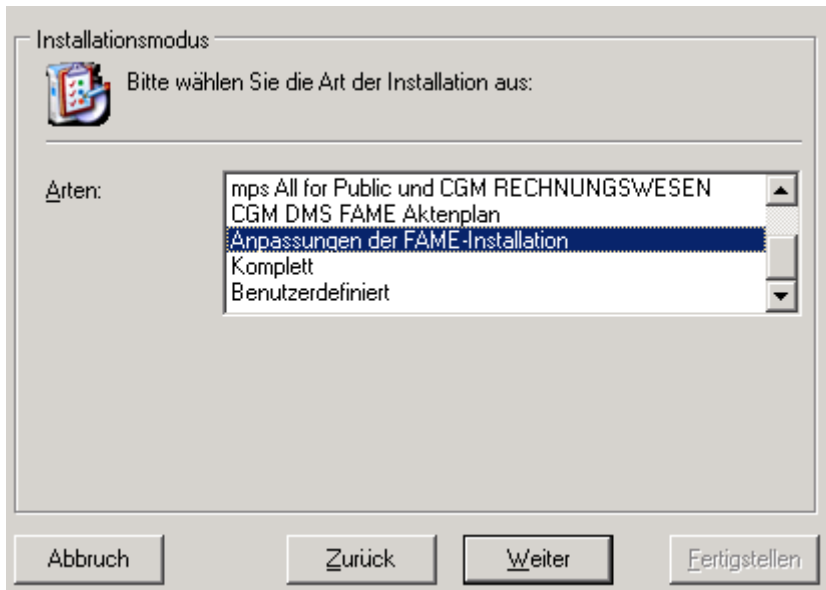 Installationsmodus
Bitte wählen Sie die Art der Installation aus:
Arten:
mps All for Public und CGM RECHNUNGSWESEN
CGM DMS FAME Aktenplan
Anpassungen der FAME-Installation
Komplett
Benutzerdefiniert
Abbruch Zurück Weiter Fertigstellen